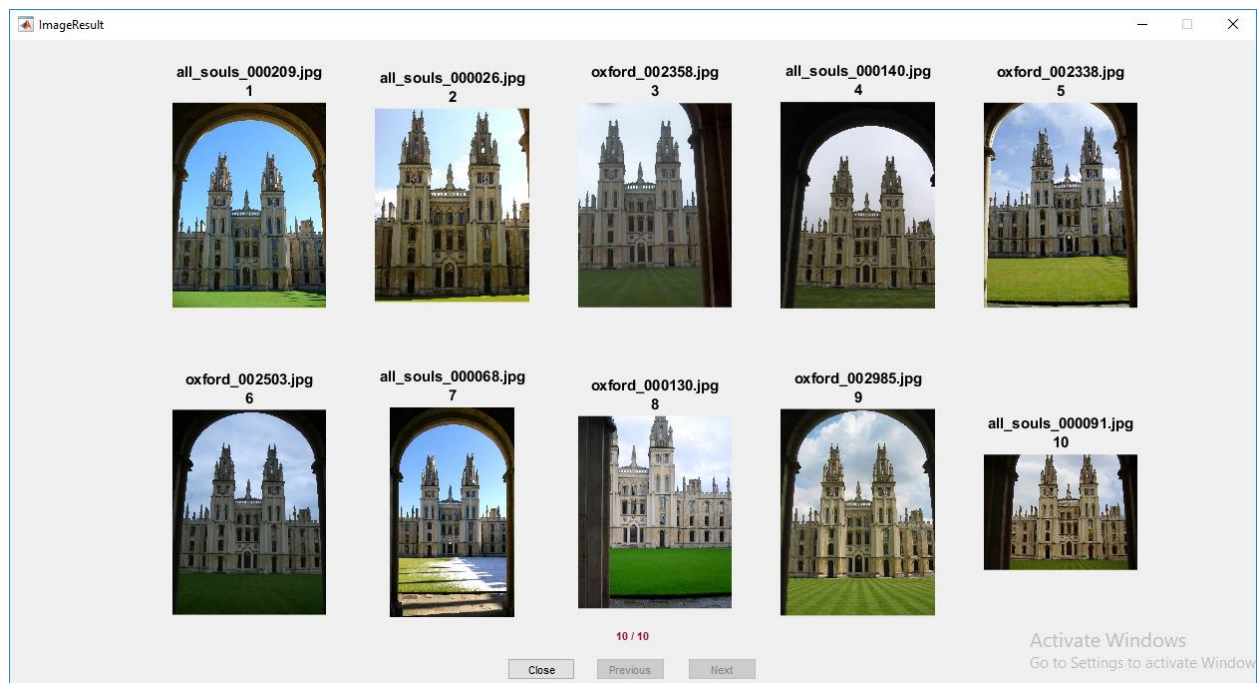 ImageResult
all_souls_000209.jpg
1
all_souls_000026.jpg
2
oxford_002358.jpg
3
all_souls_000140.jpg
4
oxford_002338.jpg
5
oxford_002503.jpg
6
all_souls_000068.jpg
7
oxford_000130.jpg
8
oxford_002985.jpg
9
all_souls_000091.jpg
10
10 / 10
Close
Previous
Next
Activate Windows
Go to Settings to activate Window